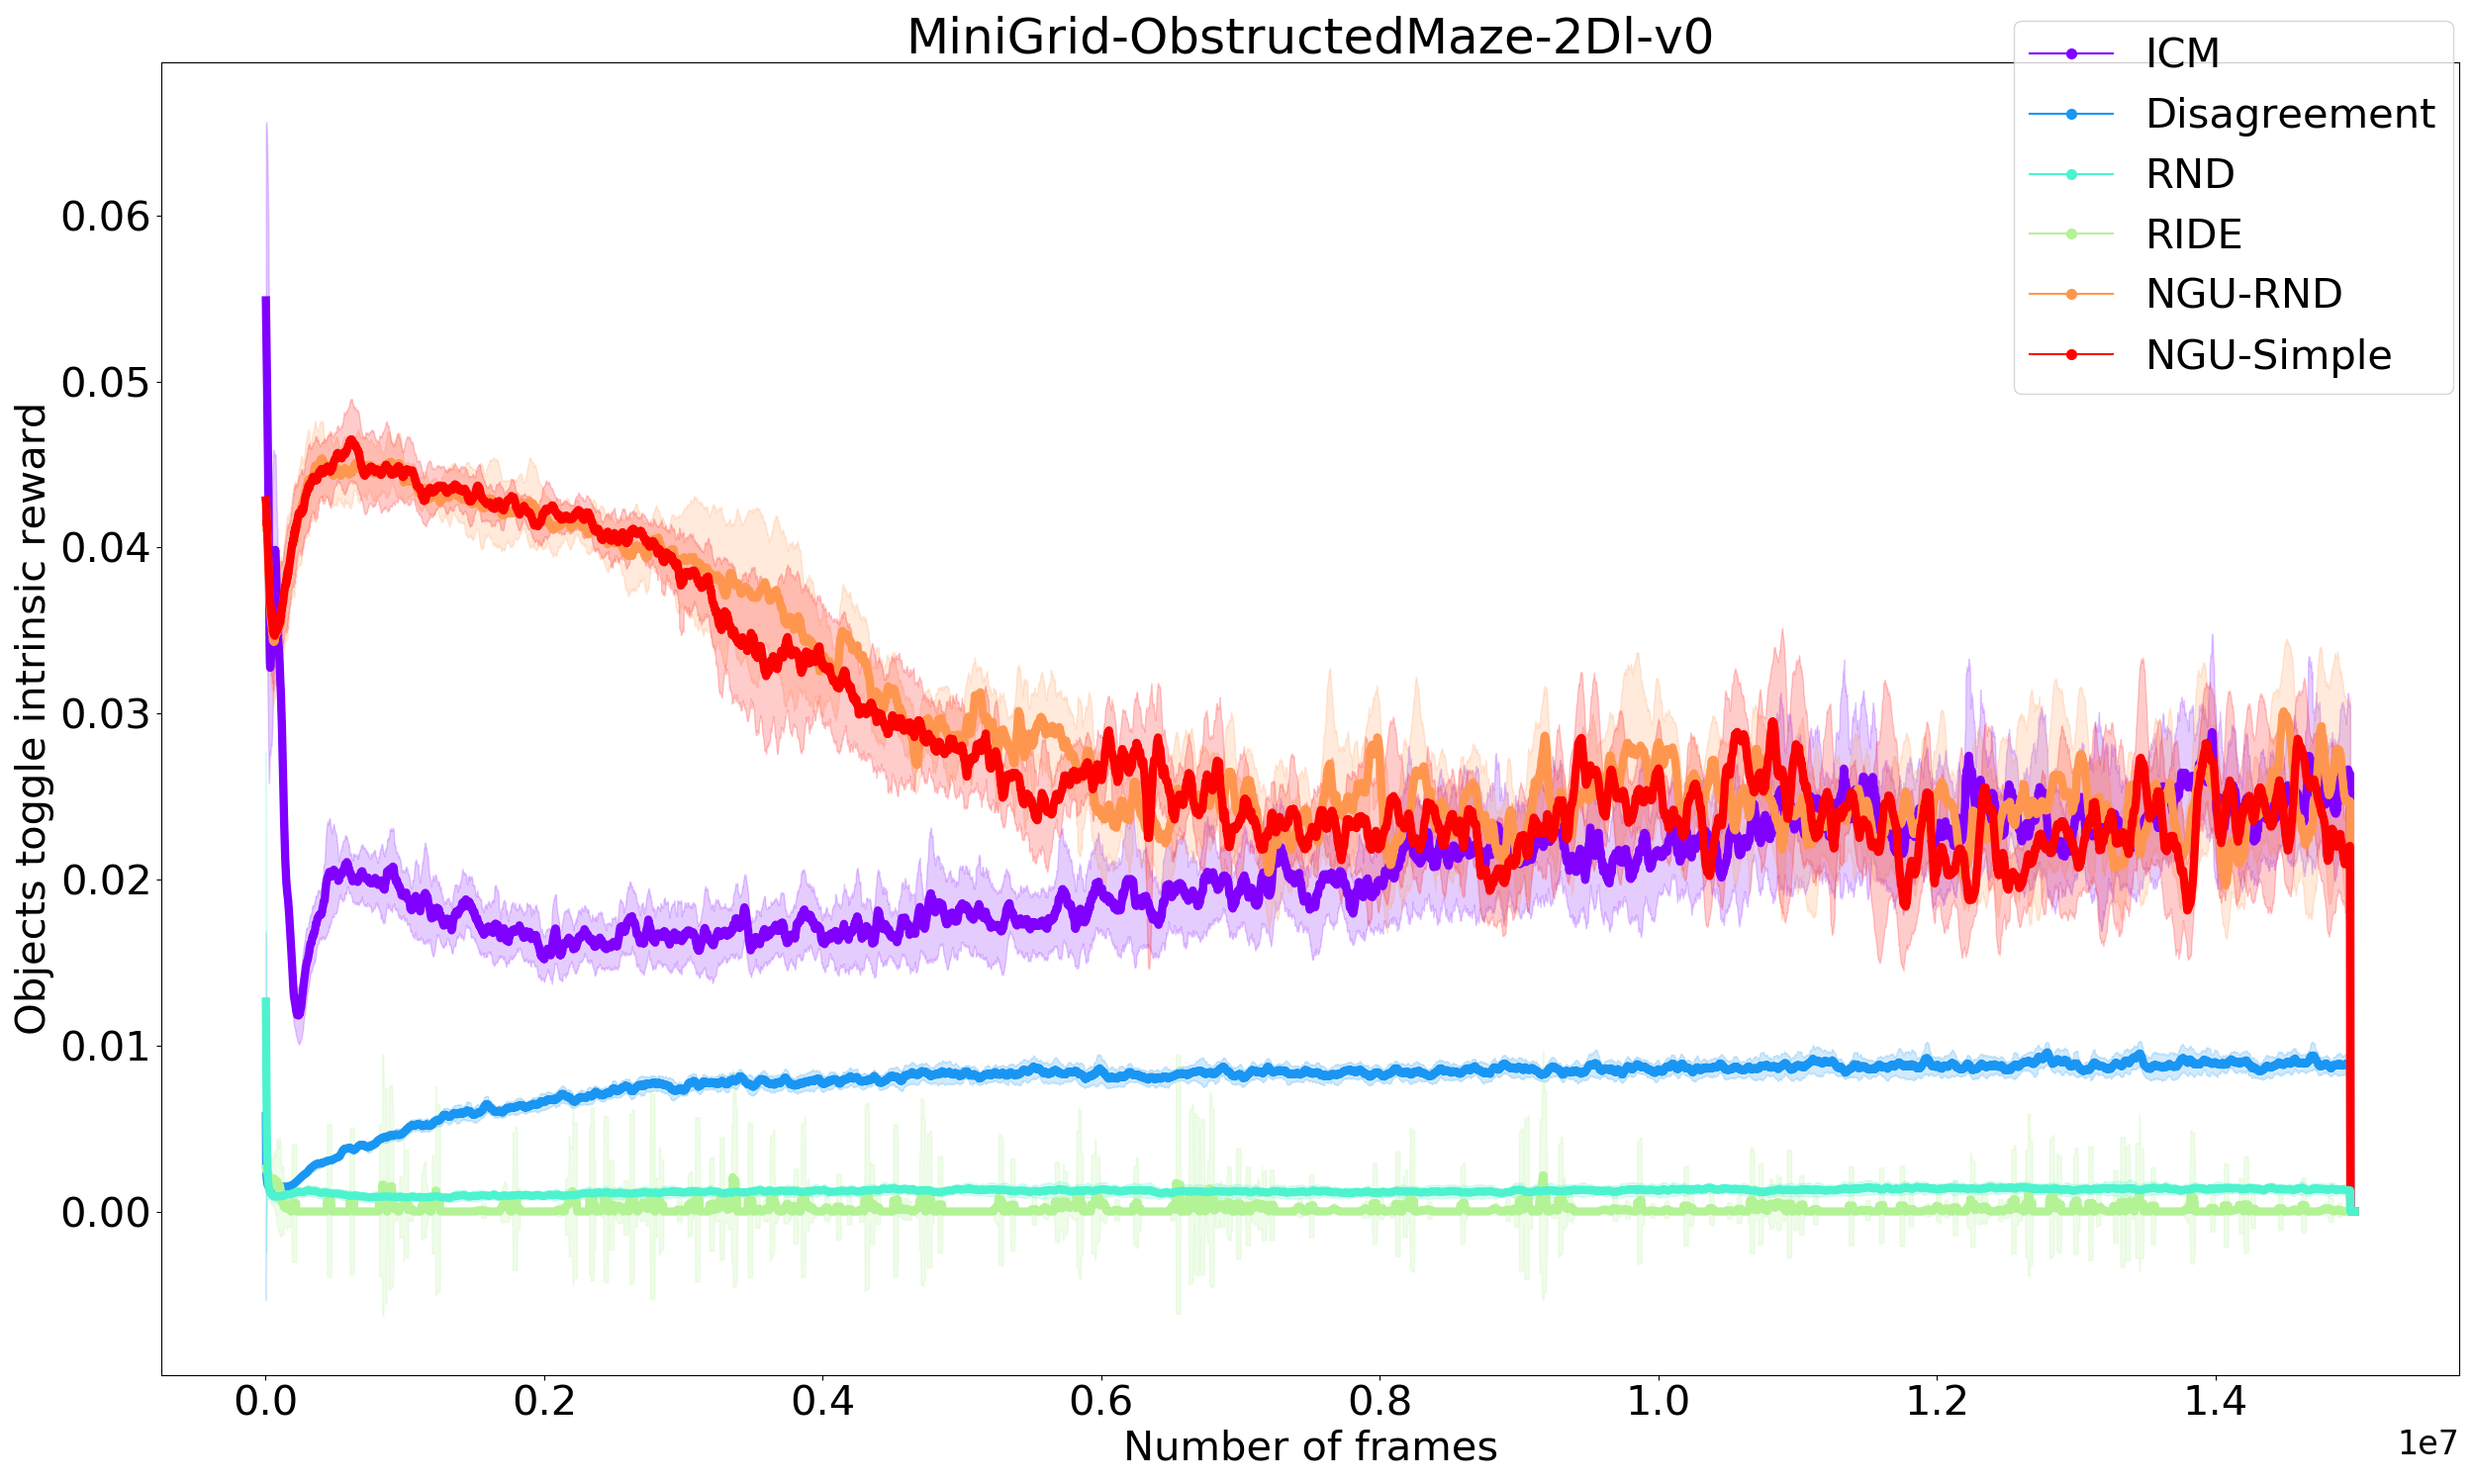 MiniGrid-ObstructedMaze-2Dl-v0
ICM
Disagreement
RND
RIDE
NGU-RND
NGU-Simple
Objects toggle intrinsic reward
0.06
0.05
0.04
0.03
0.02
0.01
0.00
0.0 0.2 0.4 0.6 0.8 1.0 1.2 1.4
Number of frames
1e7